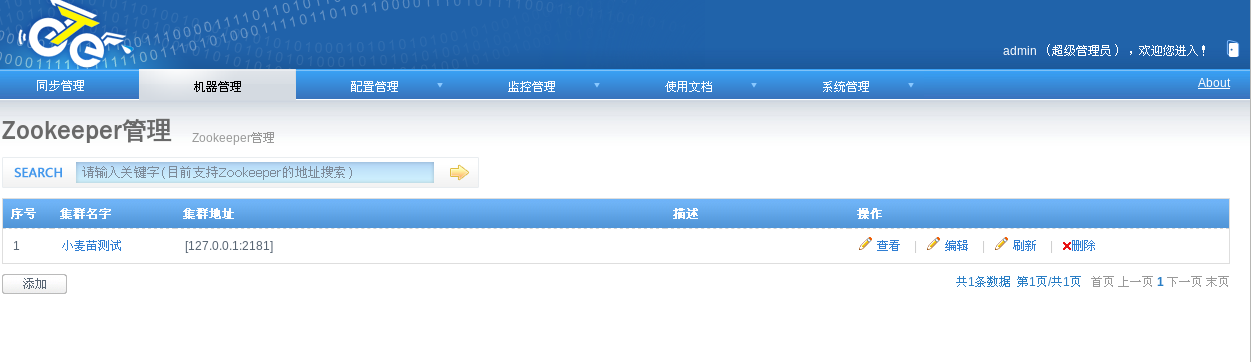 admin （超级管理员），欢迎您进入！
同步管理 机器管理 配置管理 监控管理 使用文档 系统管理 About
Zookeeper管理 Zookeeper管理
SEARCH 请输入关键字(目前支持Zookeeper的地址搜索)
序号 集群名字 集群地址 描述 操作
1 小麦苗测试 [127.0.0.1:2181] 查看 | 编辑 | 刷新 | 删除
添加 共1条数据 第1页/共1页 首页 上一页 1 下一页 末页